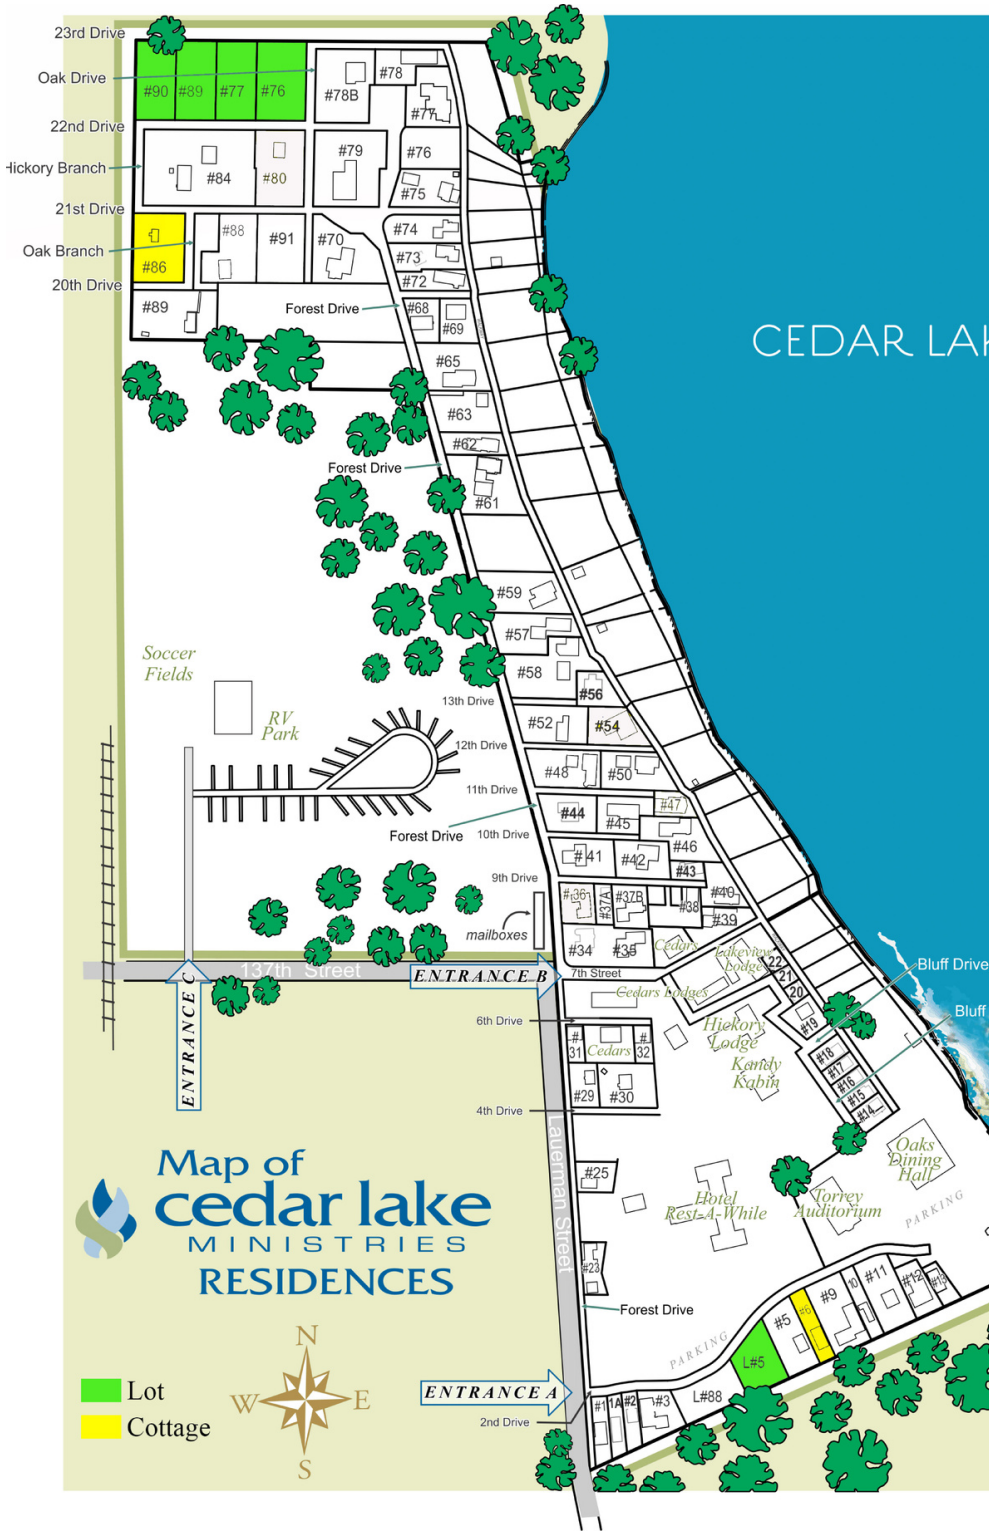 23rd Drive
Oak Drive
#78
#90
#89
#77
#76
#78B
#77
22nd Drive
#79
#76
Hickory Branch
#84
#80
#75
21st Drive
#88
#91
#70
#74
Oak Branch
#86
#73
20th Drive
#72
#89
Forest Drive
#68
#69
CEDAR LAK
#65
#63
#62
Forest Drive
#61
#59
#57
Soccer
Fields
#58
#56
13th Drive
RV
Park
#52
#54
12th Drive
#48
#50
11th Drive
#44
#45
#47
Forest Drive
10th Drive
#46
#41
#42
#43
9th Drive
#36
#37A
#37B
#38
#40
#39
mailboxes
#34
#35
Cedars
Lakeview
Lodge
22
21
20
137th Street
ENTRANCE B
7th Street
Bluff Drive
Cedars Lodges
Bluff
ENTRANCE C
6th Drive
Hickory
Lodge
#19
#31
Cedars
#32
#18
Kandy
Kabin
#17
#16
#29
#30
#15
4th Drive
#14
Lauerman Street
Oaks
Dining
Hall
Map of
cedar lake
MINISTRIES
RESIDENCES
#25
Hotel
Rest-A-While
Torrey
Auditorium
PARKING
#23
#11
#12
#13
10
#9
Forest Drive
#6
#5
PARKING
L#5
N
W
E
S
Lot
Cottage
ENTRANCE A
L#88
#1
1A
#2
#3
2nd Drive